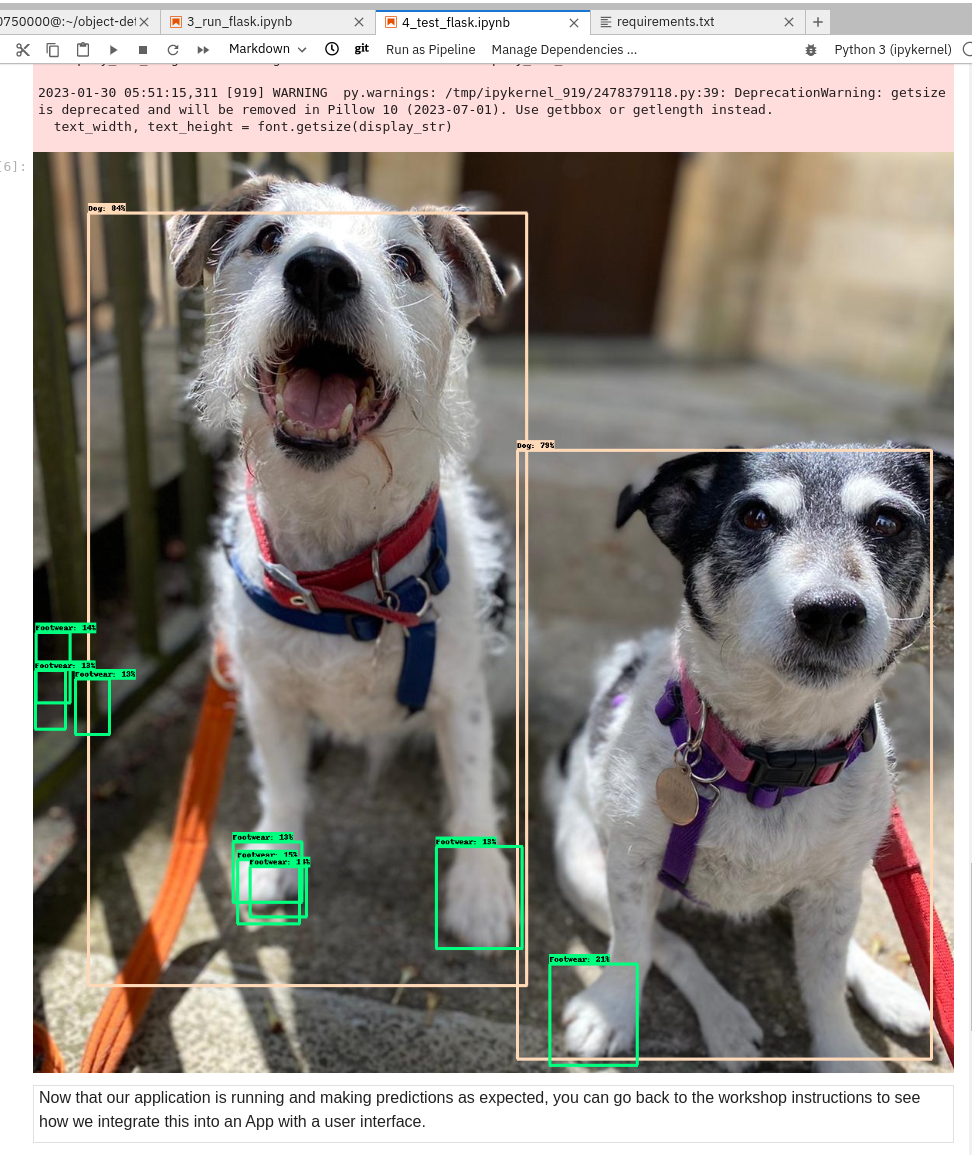 0750000@:~/object-det
3_run_flask.ipynb
4_test_flask.ipynb
requirements.txt
Markdown
git
Run as Pipeline
Manage Dependencies ...
Python 3 (ipykernel)
2023-01-30 05:51:15,311 [919] WARNING  py.warnings: /tmp/ipykernel_919/2478379118.py:39: DeprecationWarning: getsize
is deprecated and will be removed in Pillow 10 (2023-07-01). Use getbbox or getlength instead.
  text_width, text_height = font.getsize(display_str)
[6]:
Dog: 84%
Dog: 79%
Footwear: 14%
Footwear: 13%
Footwear: 13%
Footwear: 13%
Footwear: 15%
Footwear:
Footwear: 13%
Footwear: 21%
Now that our application is running and making predictions as expected, you can go back to the workshop instructions to see
how we integrate this into an App with a user interface.